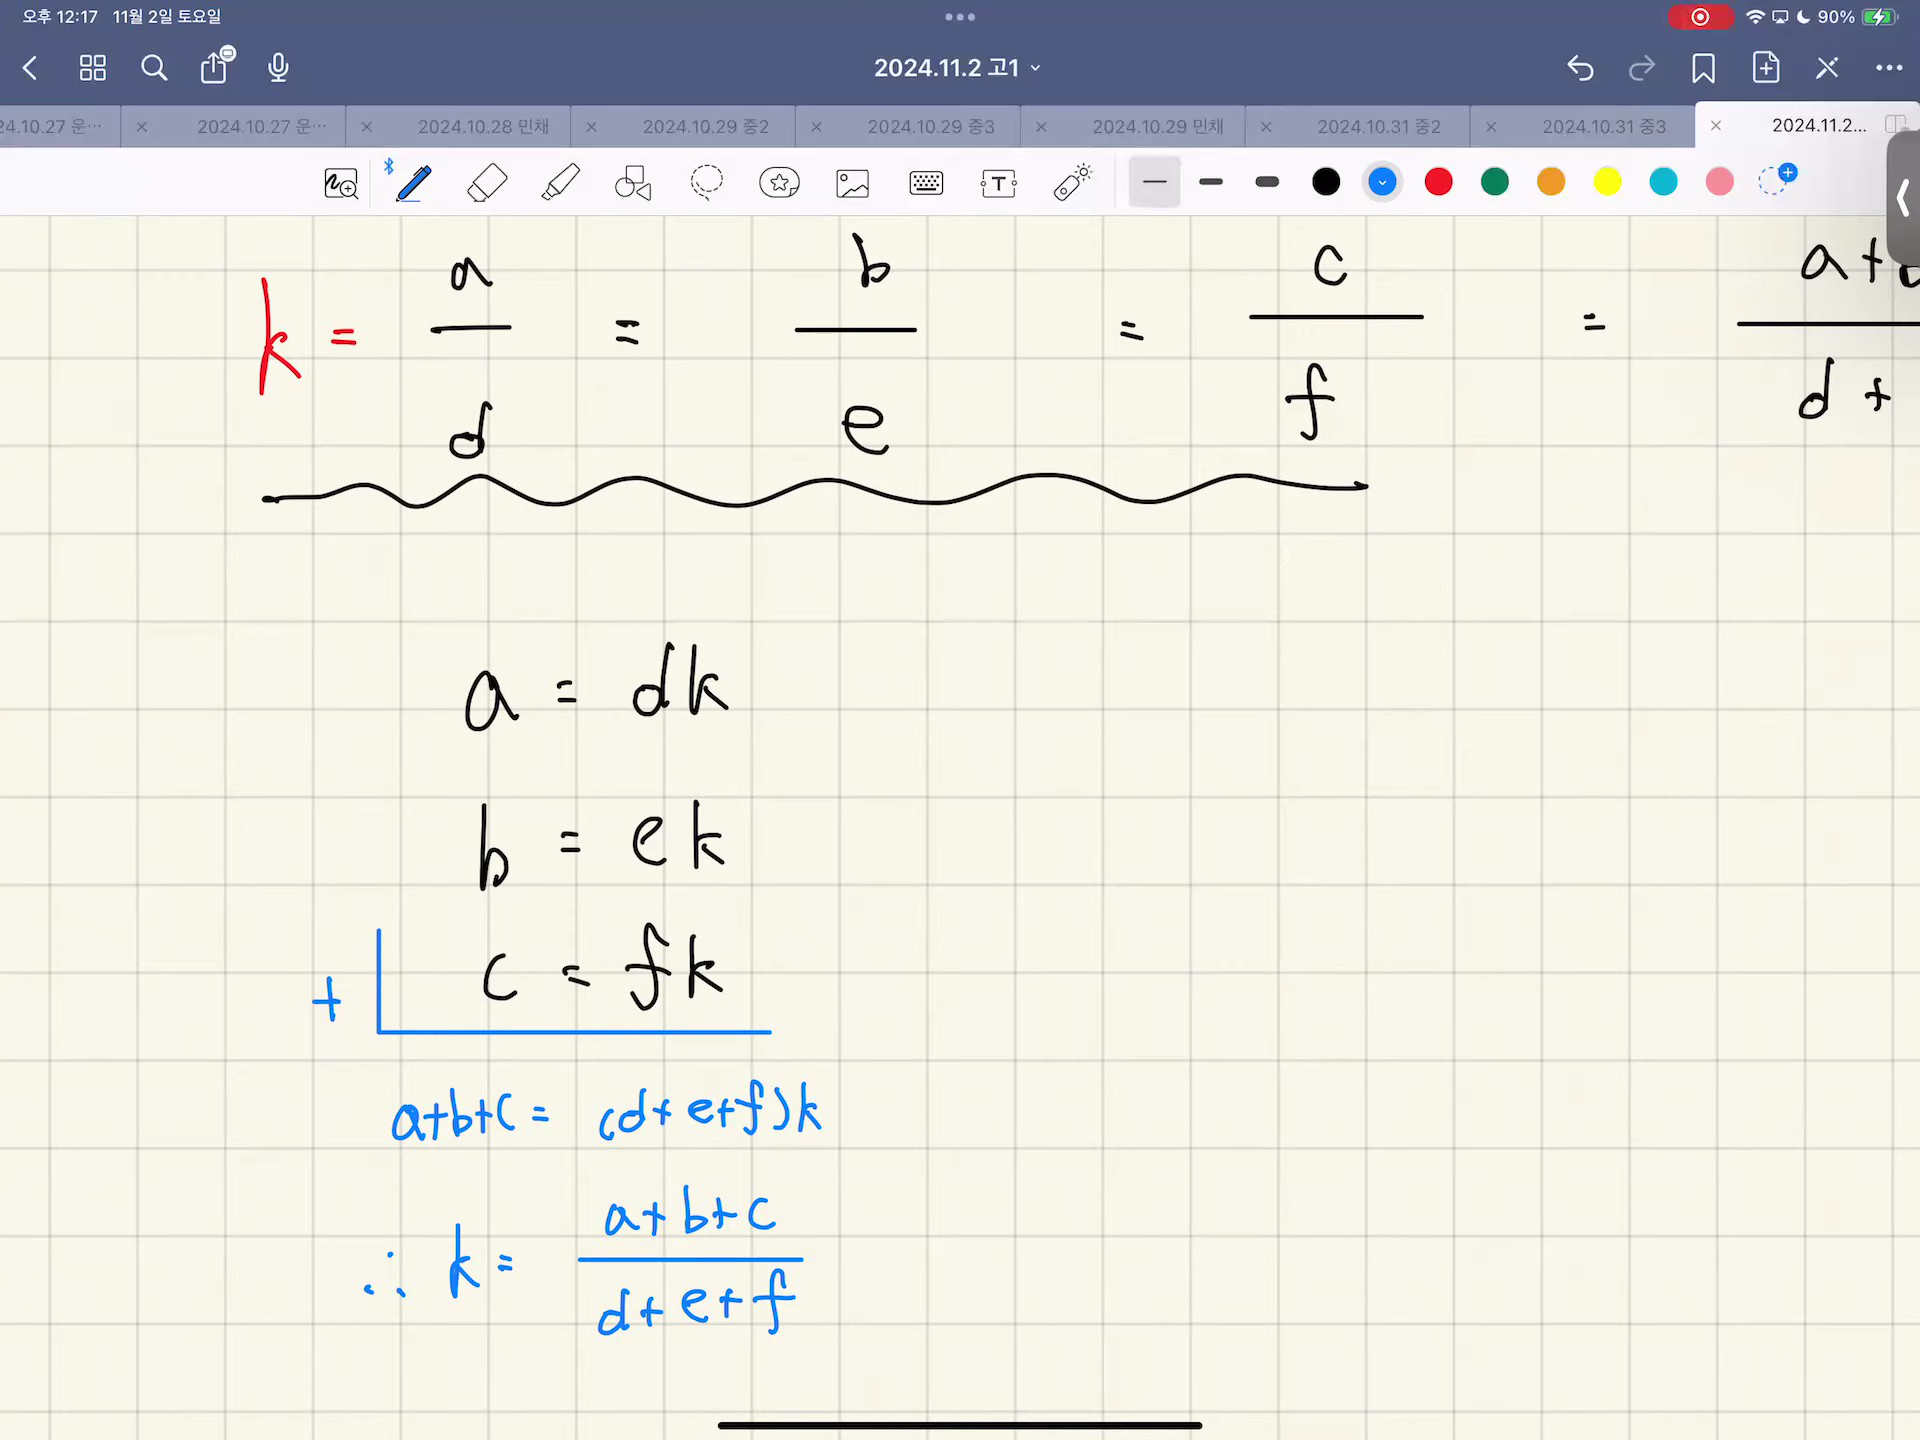 오후 12:17 11월 2일 토요일 90%
2024.11.2 고1
24.10.27 운… 2024.10.27 운… 2024.10.28 민채 2024.10.29 중2 2024.10.29 중3 2024.10.29 민채 2024.10.31 중2 2024.10.31 중3 2024.11.2...
k = a/d = b/e = c/f = a+ / d+
a = dk
b = ek
+ c = fk
a+b+c = (d+e+f)k
∴ k = a+b+c / d+e+f